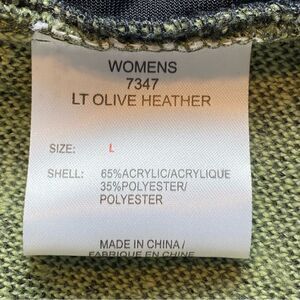 WOMENS
7347
LT OLIVE HEATHER
SIZE: L
SHELL: 65%ACRYLIC/ACRYLIQUE
35%POLYESTER/
POLYESTER
MADE IN CHINA/
FABRIQUE EN CHINE